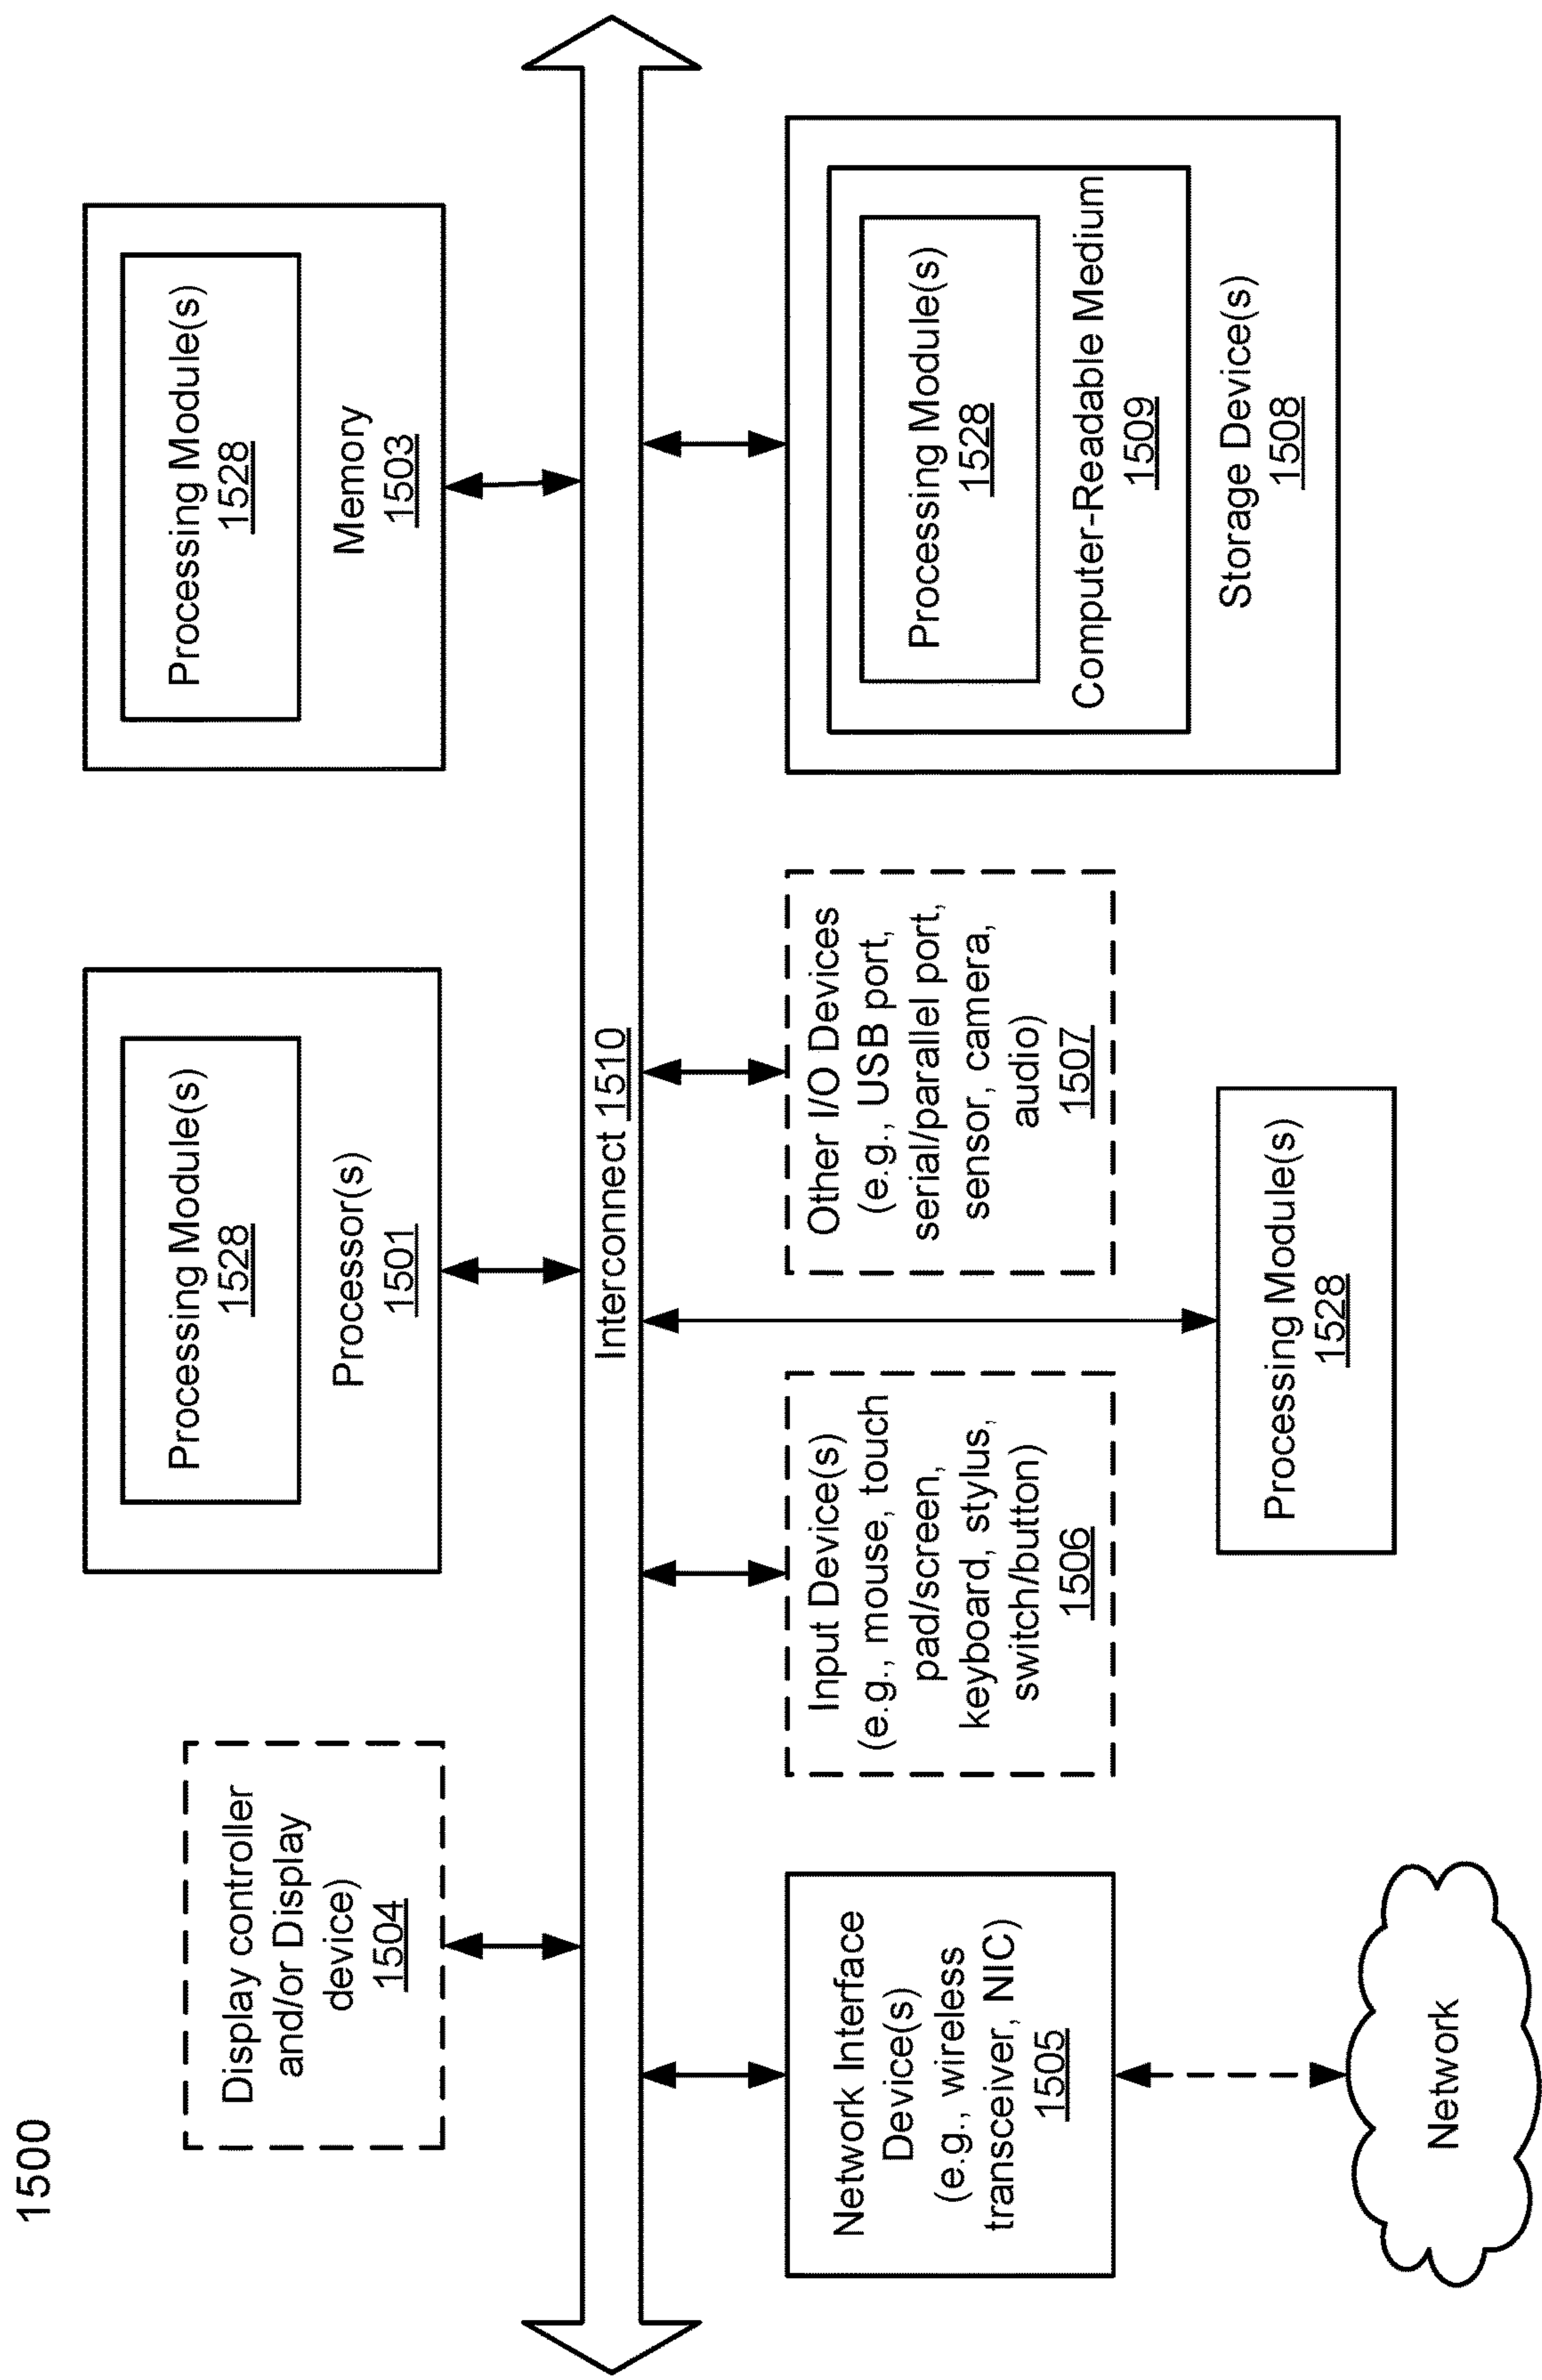 1500
Display controller
and/or Display
device)
1504
Processing Module(s)
1528
Processor(s)
1501
Processing Module(s)
1528
Memory
1503
Interconnect 1510
Network Interface
Device(s)
(e.g., wireless
transceiver, NIC)
1505
Input Device(s)
(e.g., mouse, touch
pad/screen,
keyboard, stylus,
switch/button)
1506
Other I/O Devices
(e.g., USB port,
serial/parallel port,
sensor, camera,
audio)
1507
Processing Module(s)
1528
Computer-Readable Medium
1509
Storage Device(s)
1508
Processing Module(s)
1528
Network